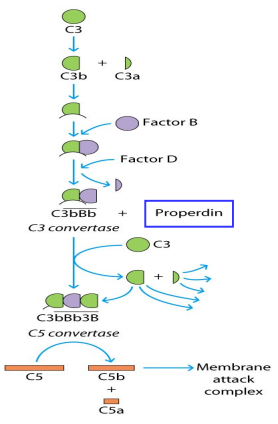 C3
C3b + C3a
Factor B
Factor D
C3bBb + Properdin
C3 convertase
C3
+
C3bBb3B
C5 convertase
C5 C5b Membrane
+ attack
C5a complex